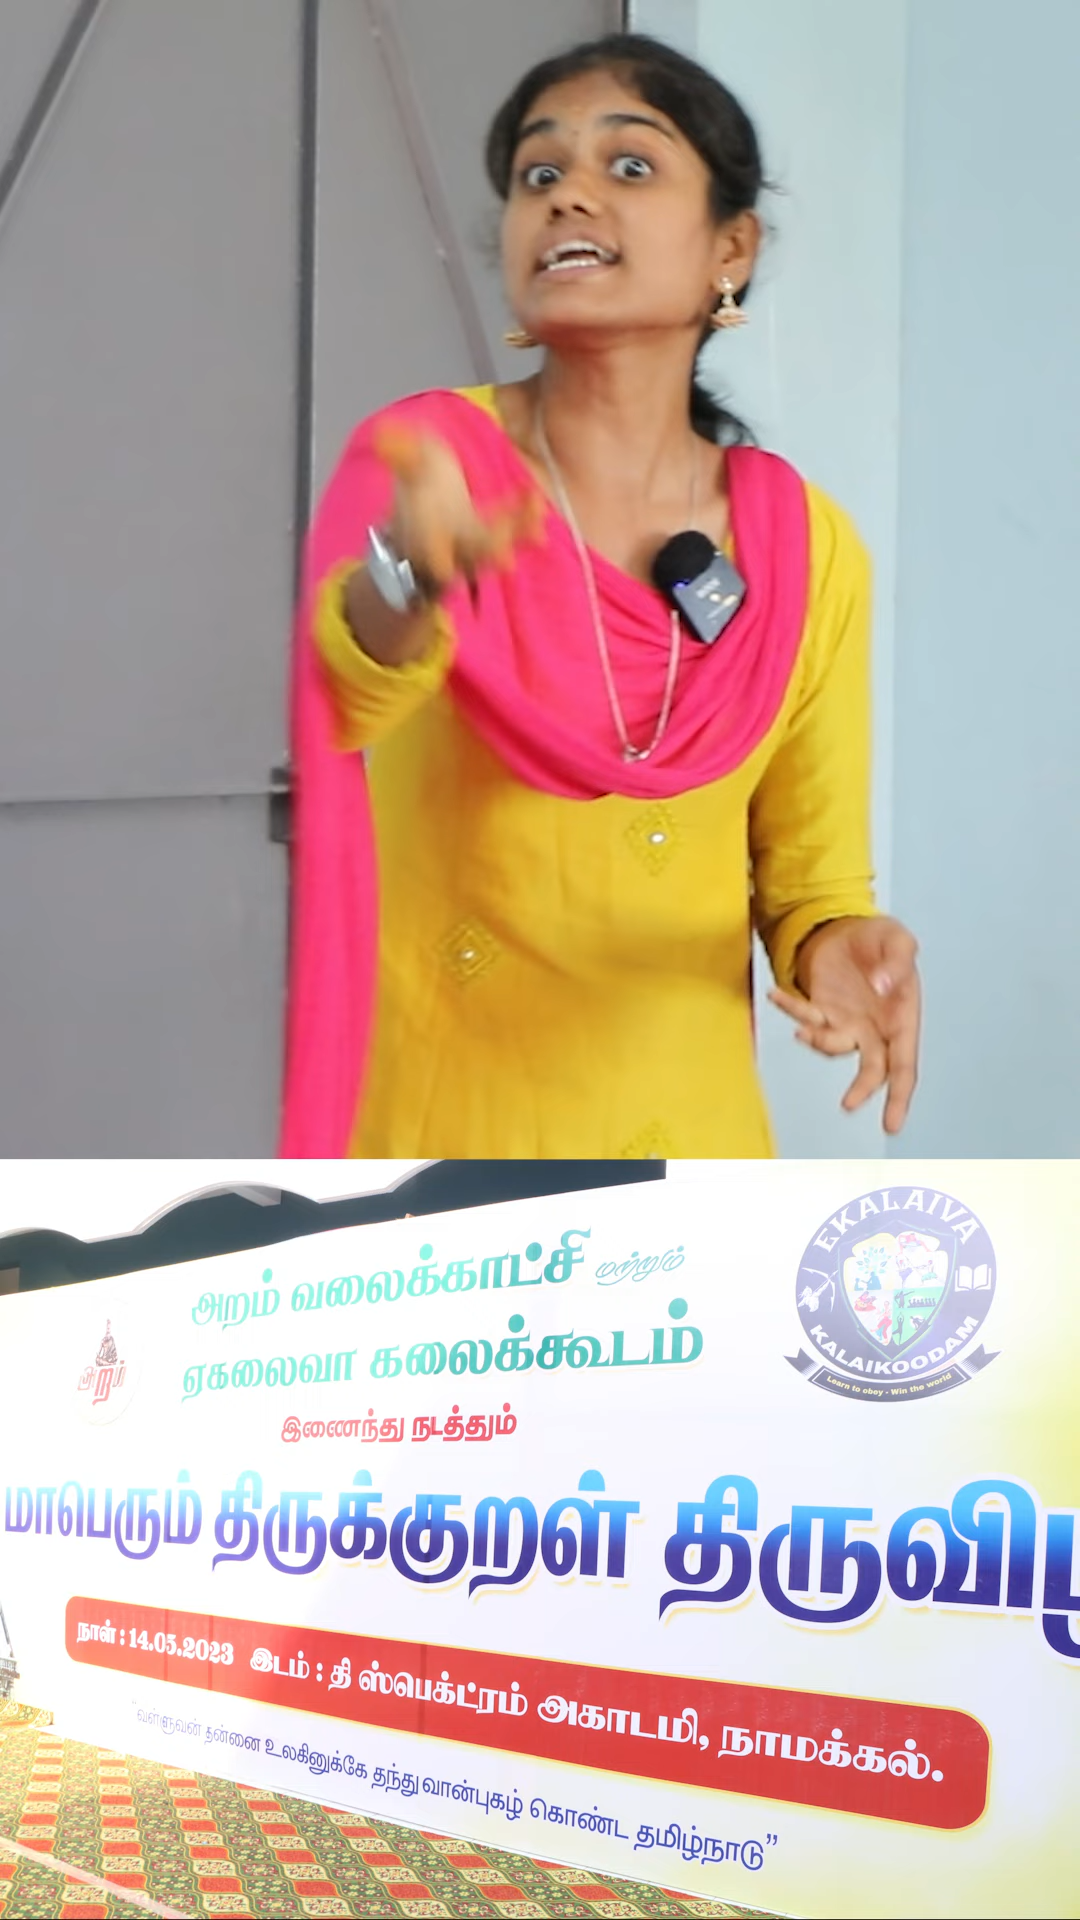 அறம் வலைக்காட்சி மற்றும்
ஏகலைவா கலைக்கூடம்
இணைந்து நடத்தும்
மாபெரும் திருக்குறள் திருவிழ
நாள் : 14.05.2023 இடம் : தி ஸ்பெக்ட்ரம் அகாடமி, நாமக்கல்.
"வள்ளுவன் தன்னை உலகினுக்கே தந்து வான்புகழ் கொண்ட தமிழ்நாடு"
அறம்
EKALAIVA
KALAIKOODAM
Learn to obey - Win the world